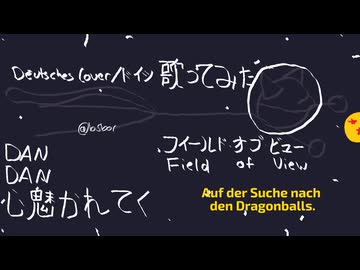 Deutsches Cover/ドイツ 歌ってみた
フィールド オブ ビュー
Field of View
DAN
DAN
心魅かれてく
Auf der Suche nach
den Dragonballs.